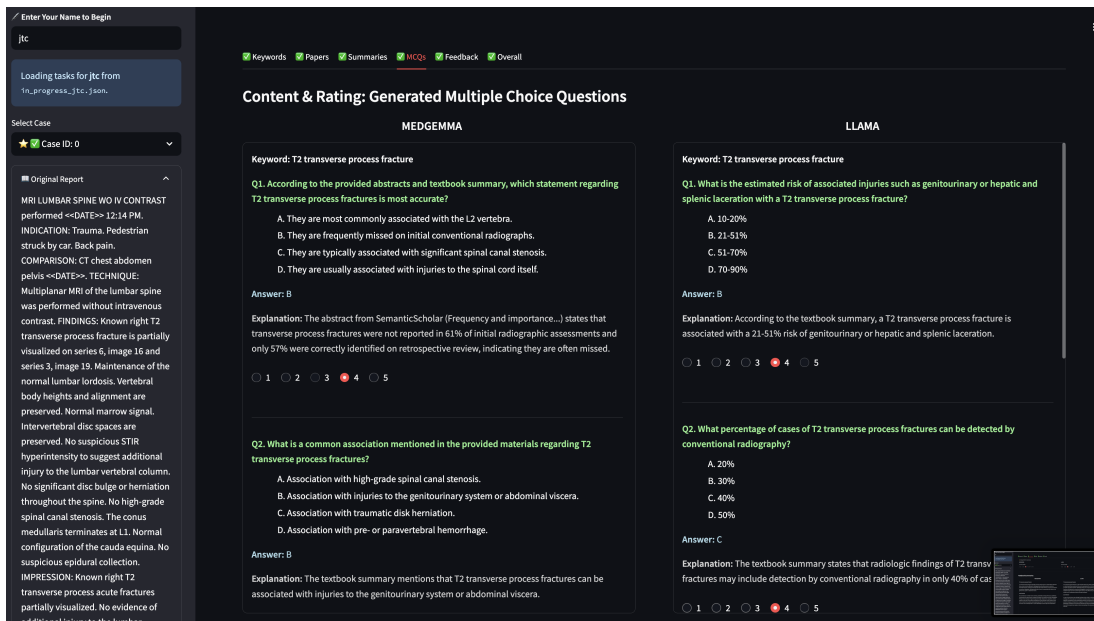 Enter Your Name to Begin
jtc
Loading tasks for jtc from
in_progress_jtc.json.
Select Case
Case ID: 0
Original Report
MRI LUMBAR SPINE WO IV CONTRAST
performed <<DATE>> 12:14 PM.
INDICATION: Trauma. Pedestrian
struck by car. Back pain.
COMPARISON: CT chest abdomen
pelvis <<DATE>>. TECHNIQUE:
Multiplanar MRI of the lumbar spine
was performed without intravenous
contrast. FINDINGS: Known right T2
transverse process fracture is partially
visualized on series 6, image 16 and
series 3, image 19. Maintenance of the
normal lumbar lordosis. Vertebral
body heights and alignment are
preserved. Normal marrow signal.
Intervertebral disc spaces are
preserved. No suspicious STIR
hyperintensity to suggest additional
injury to the lumbar vertebral column.
No significant disc bulge or herniation
throughout the spine. No high-grade
spinal canal stenosis. The conus
medullaris terminates at L1. Normal
configuration of the cauda equina. No
suspicious epidural collection.
IMPRESSION: Known right T2
transverse process acute fractures
partially visualized. No evidence of
additional injury to the lumbar
Keywords Papers Summaries MCQs Feedback Overall
Content & Rating: Generated Multiple Choice Questions
MEDGEMMA
Keyword: T2 transverse process fracture
Q1. According to the provided abstracts and textbook summary, which statement regarding
T2 transverse process fractures is most accurate?
A. They are most commonly associated with the L2 vertebra.
B. They are frequently missed on initial conventional radiographs.
C. They are typically associated with significant spinal canal stenosis.
D. They are usually associated with injuries to the spinal cord itself.
Answer: B
Explanation: The abstract from SemanticScholar (Frequency and importance...) states that
transverse process fractures were not reported in 61% of initial radiographic assessments and
only 57% were correctly identified on retrospective review, indicating they are often missed.
1 2 3 4 5
Q2. What is a common association mentioned in the provided materials regarding T2
transverse process fractures?
A. Association with high-grade spinal canal stenosis.
B. Association with injuries to the genitourinary system or abdominal viscera.
C. Association with traumatic disk herniation.
D. Association with pre- or paravertebral hemorrhage.
Answer: B
Explanation: The textbook summary mentions that T2 transverse process fractures can be
associated with injuries to the genitourinary system or abdominal viscera.
LLAMA
Keyword: T2 transverse process fracture
Q1. What is the estimated risk of associated injuries such as genitourinary or hepatic and
splenic laceration with a T2 transverse process fracture?
A. 10-20%
B. 21-51%
C. 51-70%
D. 70-90%
Answer: B
Explanation: According to the textbook summary, a T2 transverse process fracture is
associated with a 21-51% risk of genitourinary or hepatic and splenic laceration.
1 2 3 4 5
Q2. What percentage of cases of T2 transverse process fractures can be detected by
conventional radiography?
A. 20%
B. 30%
C. 40%
D. 50%
Answer: C
Explanation: The textbook summary states that radiologic findings of T2
fractures may include detection by conventional radiography in only 40% of
1 2 3 4 5